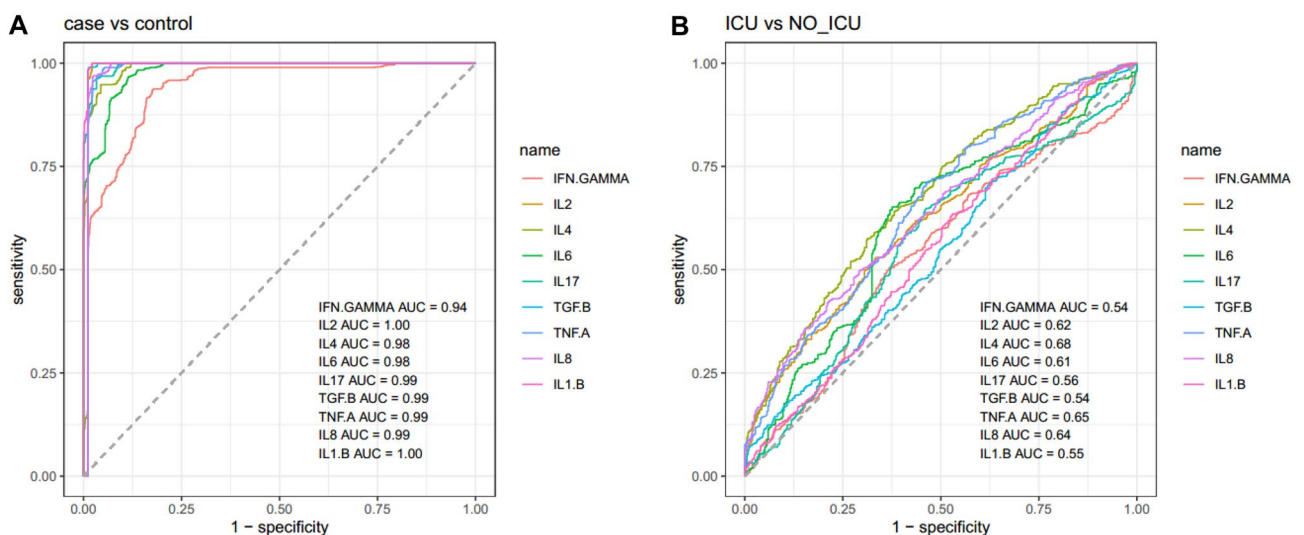 A
case vs control
1.00
0.75
0.50
0.25
0.00
sensitivity
0.00
0.25
0.50
0.75
1.00
1 − specificity
IFN.GAMMA AUC = 0.94
IL2 AUC = 1.00
IL4 AUC = 0.98
IL6 AUC = 0.98
IL17 AUC = 0.99
TGF.B AUC = 0.99
TNF.A AUC = 0.99
IL8 AUC = 0.99
IL1.B AUC = 1.00
name
IFN.GAMMA
IL2
IL4
IL6
IL17
TGF.B
TNF.A
IL8
IL1.B
B
ICU vs NO_ICU
1.00
0.75
0.50
0.25
0.00
sensitivity
0.00
0.25
0.50
0.75
1.00
1 − specificity
IFN.GAMMA AUC = 0.54
IL2 AUC = 0.62
IL4 AUC = 0.68
IL6 AUC = 0.61
IL17 AUC = 0.56
TGF.B AUC = 0.54
TNF.A AUC = 0.65
IL8 AUC = 0.64
IL1.B AUC = 0.55
name
IFN.GAMMA
IL2
IL4
IL6
IL17
TGF.B
TNF.A
IL8
IL1.B